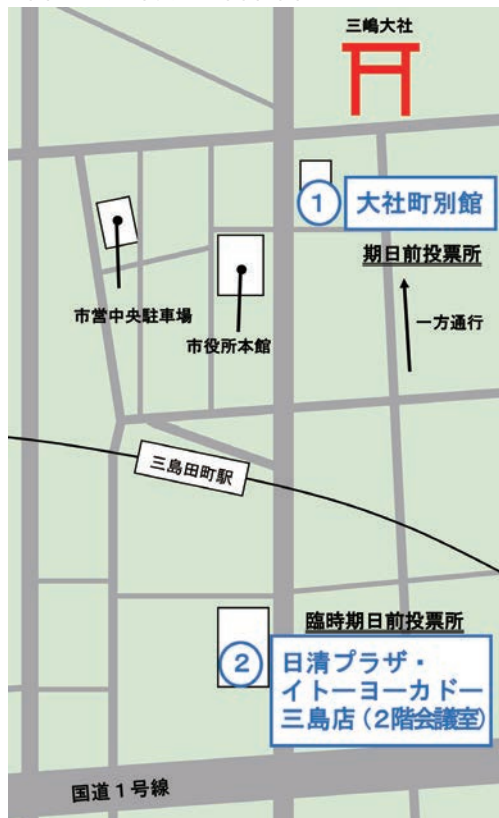 三嶋大社
①
大社町別館
期日前投票所
一方通行
市営中央駐車場
市役所本館
三島田町駅
臨時期日前投票所
②
日清プラザ・
イトーヨーカドー
三島店(2階会議室)
国道1号線